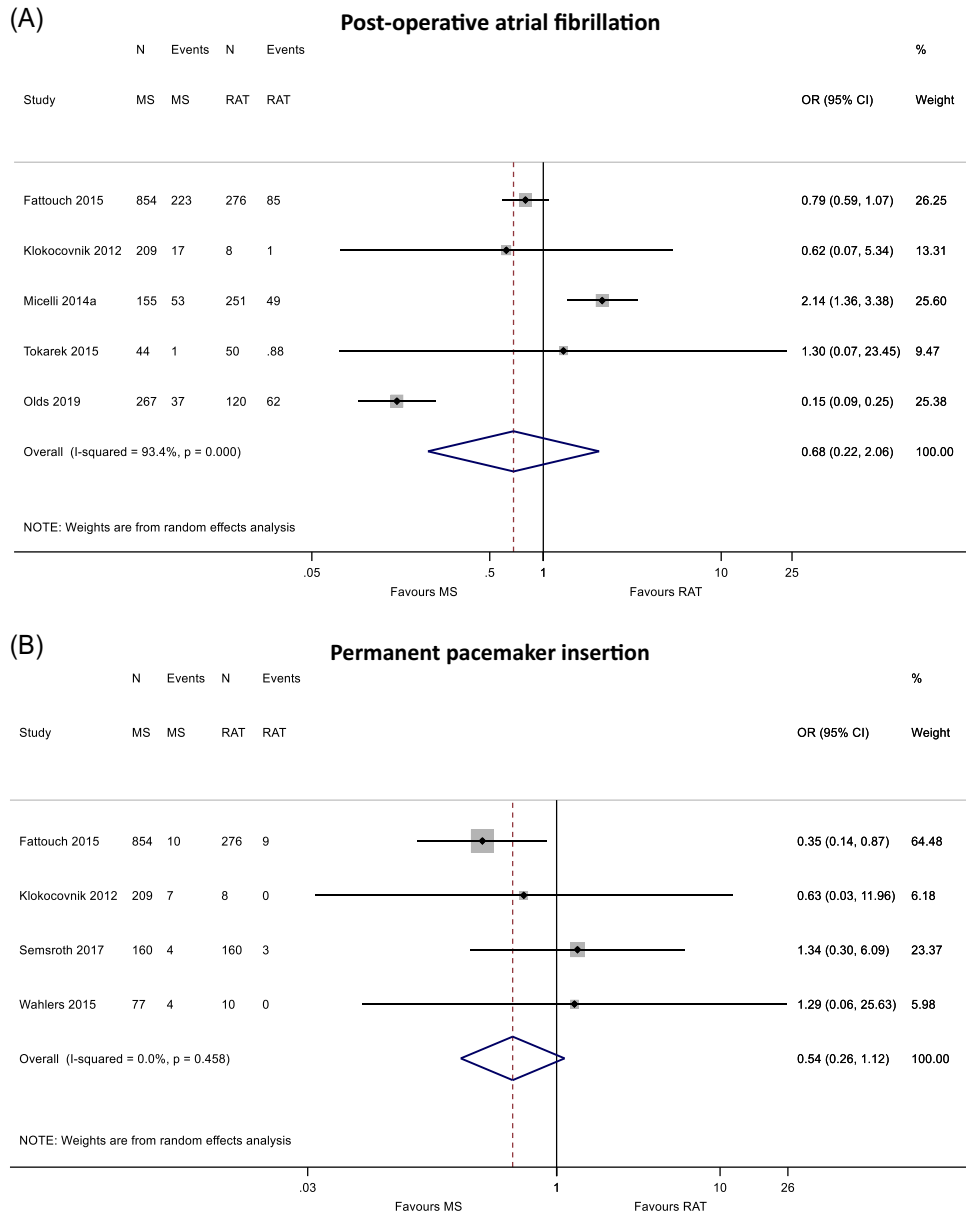 (A)
Post-operative atrial fibrillation
N Events N Events %
Study MS MS RAT RAT OR (95% CI) Weight
Fattouch 2015 854 223 276 85 0.79 (0.59, 1.07) 26.25
Klokocovnik 2012 209 17 8 1 0.62 (0.07, 5.34) 13.31
Micelli 2014a 155 53 251 49 2.14 (1.36, 3.38) 25.60
Tokarek 2015 44 1 50 .88 1.30 (0.07, 23.45) 9.47
Olds 2019 267 37 120 62 0.15 (0.09, 0.25) 25.38
Overall (I-squared = 93.4%, p = 0.000) 0.68 (0.22, 2.06) 100.00
NOTE: Weights are from random effects analysis
.05 .5 1 10 25
Favours MS Favours RAT
(B)
Permanent pacemaker insertion
N Events N Events %
Study MS MS RAT RAT OR (95% CI) Weight
Fattouch 2015 854 10 276 9 0.35 (0.14, 0.87) 64.48
Klokocovnik 2012 209 7 8 0 0.63 (0.03, 11.96) 6.18
Semsroth 2017 160 4 160 3 1.34 (0.30, 6.09) 23.37
Wahlers 2015 77 4 10 0 1.29 (0.06, 25.63) 5.98
Overall (I-squared = 0.0%, p = 0.458) 0.54 (0.26, 1.12) 100.00
NOTE: Weights are from random effects analysis
.03 1 10 26
Favours MS Favours RAT